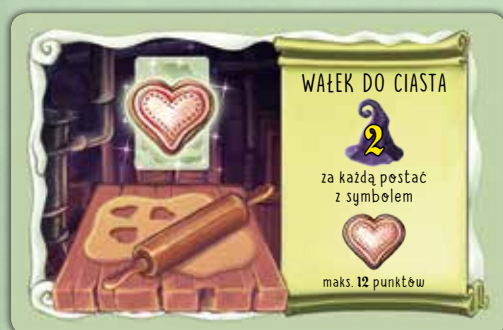 WAŁEK DO CIASTA
2
za każdą postać
z symbolem
maks. 12 punktów